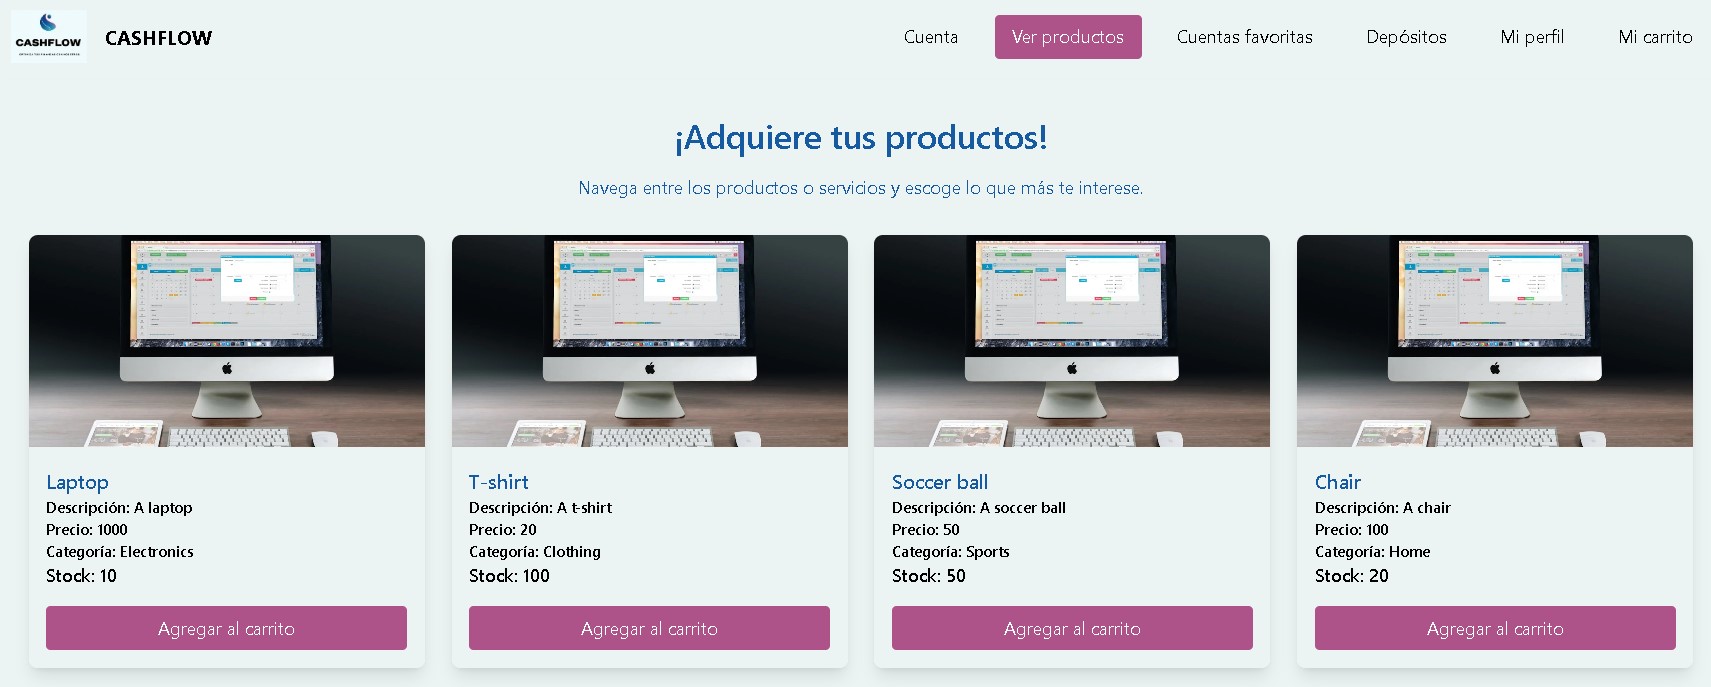 CASHFLOW
CASHFLOW
Cuenta
Ver productos
Cuentas favoritas
Depósitos
Mi perfil
Mi carrito
¡Adquiere tus productos!
Navega entre los productos o servicios y escoge lo que más te interese.
Laptop
Descripción: A laptop
Precio: 1000
Categoría: Electronics
Stock: 10
Agregar al carrito
T-shirt
Descripción: A t-shirt
Precio: 20
Categoría: Clothing
Stock: 100
Agregar al carrito
Soccer ball
Descripción: A soccer ball
Precio: 50
Categoría: Sports
Stock: 50
Agregar al carrito
Chair
Descripción: A chair
Precio: 100
Categoría: Home
Stock: 20
Agregar al carrito